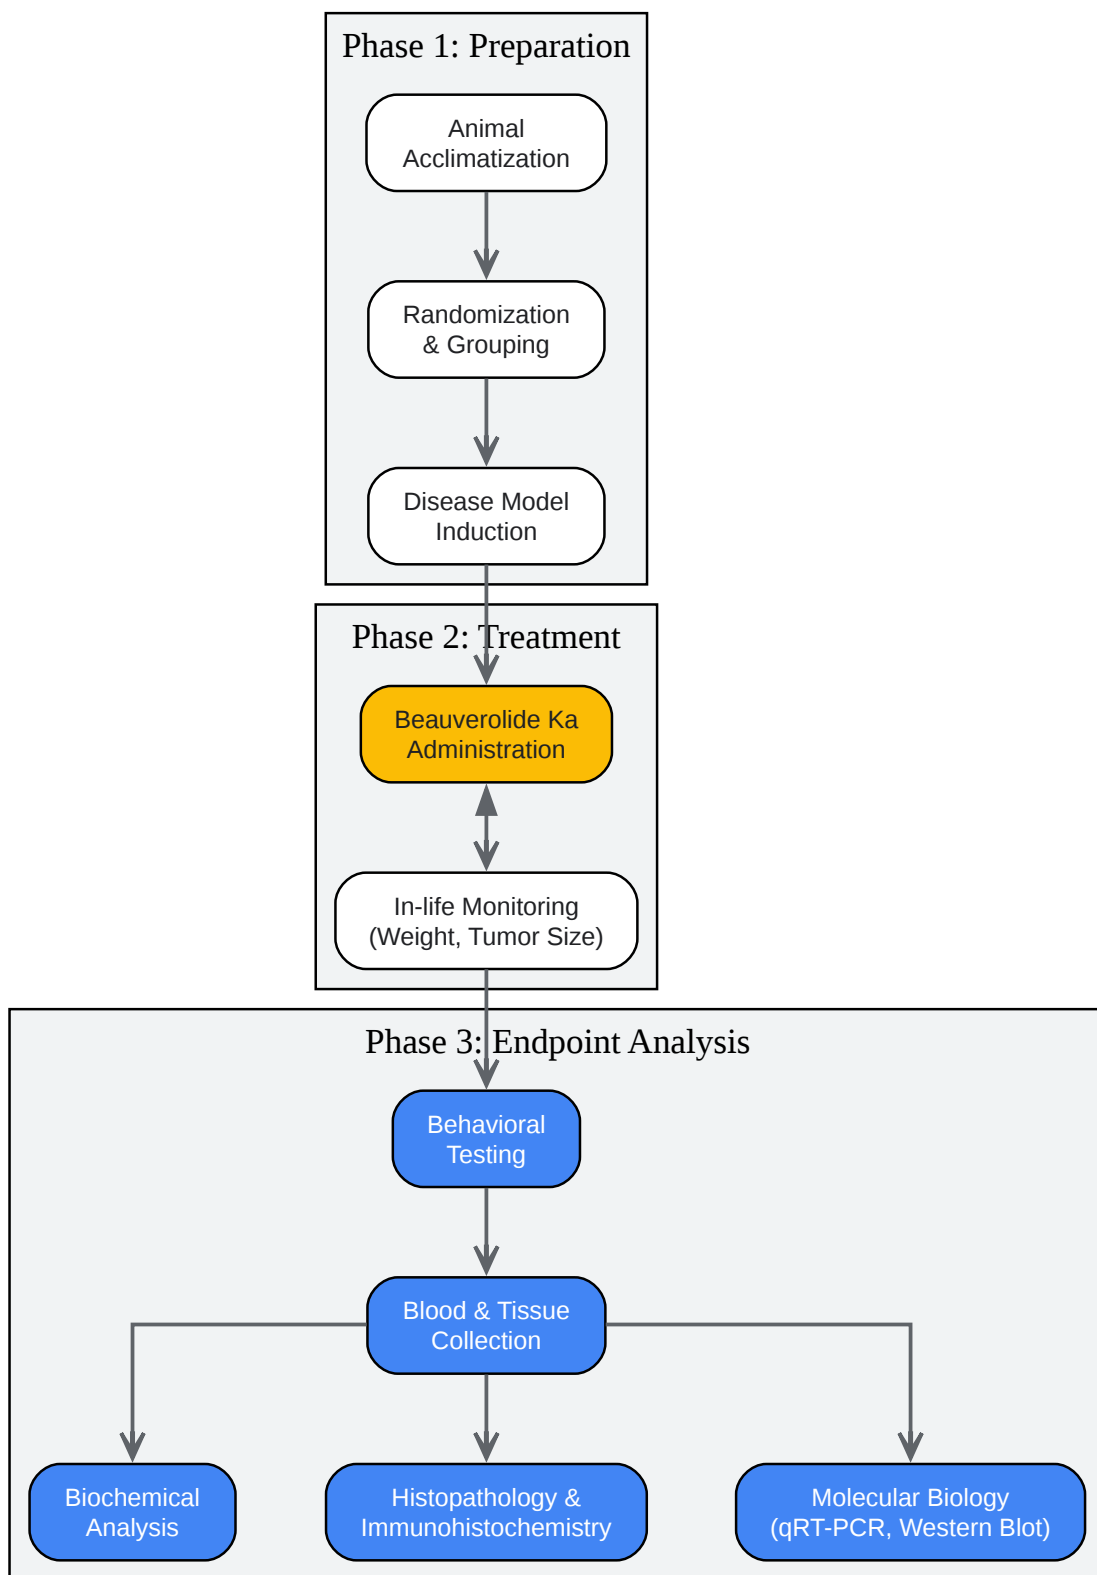 Phase 1: Preparation
Animal
Acclimatization
Randomization
& Grouping
Disease Model
Induction
Phase 2: Treatment
Beauverolide Ka
Administration
In-life Monitoring
(Weight, Tumor Size)
Phase 3: Endpoint Analysis
Behavioral
Testing
Blood & Tissue
Collection
Biochemical
Analysis
Histopathology &
Immunohistochemistry
Molecular Biology
(qRT-PCR, Western Blot)